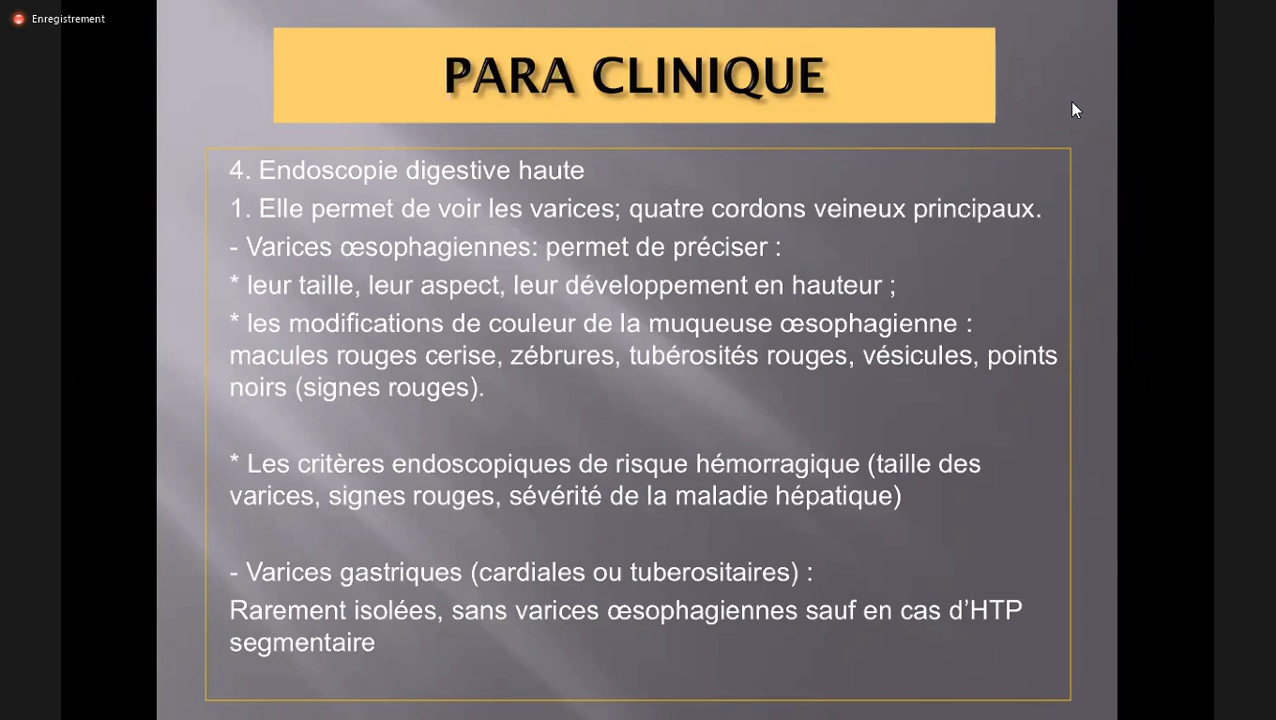 Enregistrement
PARA CLINIQUE
4. Endoscopie digestive haute
1. Elle permet de voir les varices; quatre cordons veineux principaux.
- Varices œsophagiennes: permet de préciser :
* leur taille, leur aspect, leur développement en hauteur ;
* les modifications de couleur de la muqueuse œsophagienne :
macules rouges cerise, zébrures, tubérosités rouges, vésicules, points
noirs (signes rouges).
* Les critères endoscopiques de risque hémorragique (taille des
varices, signes rouges, sévérité de la maladie hépatique)
- Varices gastriques (cardiales ou tuberositaires) :
Rarement isolées, sans varices œsophagiennes sauf en cas d’HTP
segmentaire